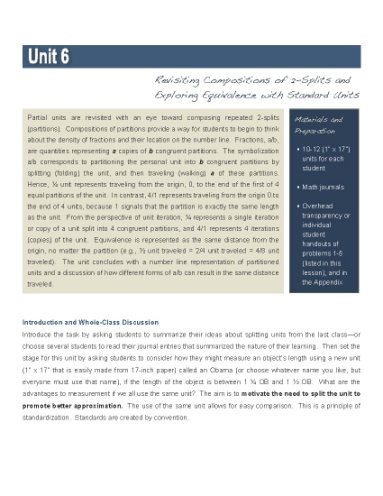 Unit 6
Revisiting Compositions of 2-Splits and
Exploring Equivalence with Standard Units
Partial units are revisited with an eye toward composing repeated 2-splits
(partitions). Compositions of partitions provide a way for students to begin to think
about the density of fractions and their location on the number line. Fractions, a/b,
are quantities representing a copies of b congruent partitions. The symbolization
a/b corresponds to partitioning the personal unit into b congruent partitions by
splitting (folding) the unit, and then traveling (walking) a of these partitions.
Hence, ¼ unit represents traveling from the origin, 0, to the end of the first of 4
equal partitions of the unit. In contrast, 4/1 represents traveling from the origin 0 to
the end of 4 units, because 1 signals that the partition is exactly the same length
as the unit. From the perspective of unit iteration, ¼ represents a single iteration
of a copy of a unit split into 4 congruent partitions, and 4/1 represents 4 iterations
(copies) of the unit. Equivalence is represented as the same distance from the
origin, no matter the partition (e.g., ½ unit traveled = 2/4 unit traveled = 4/8 unit
traveled). The unit concludes with a number line representation of partitioned
units and a discussion of how different forms of a/b can result in the same distance
traveled.
Materials and
Preparation
• 10-12 (1" x 17")
units for each
student
• Math journals
• Overhead
transparency or
individual
student
handouts of
problems 1-5
(listed in this
lesson), and in
the Appendix
Introduction and Whole-Class Discussion
Introduce the task by asking students to summarize their ideas about splitting units from the last class—or
choose several students to read their journal entries that summarized the nature of their learning. Then set the
stage for this unit by asking students to consider how they might measure an object's length using a new unit
(1" x 17" that is easily made from 17-inch paper) called an Obama (or choose whatever name you like, but
everyone must use that name), if the length of the object is between 1 ¼ OB and 1 ½ OB. What are the
advantages to measurement if we all use the same unit? The aim is to motivate the need to split the unit to
promote better approximation. The use of the same unit allows for easy comparison. This is a principle of
standardization. Standards are created by convention.